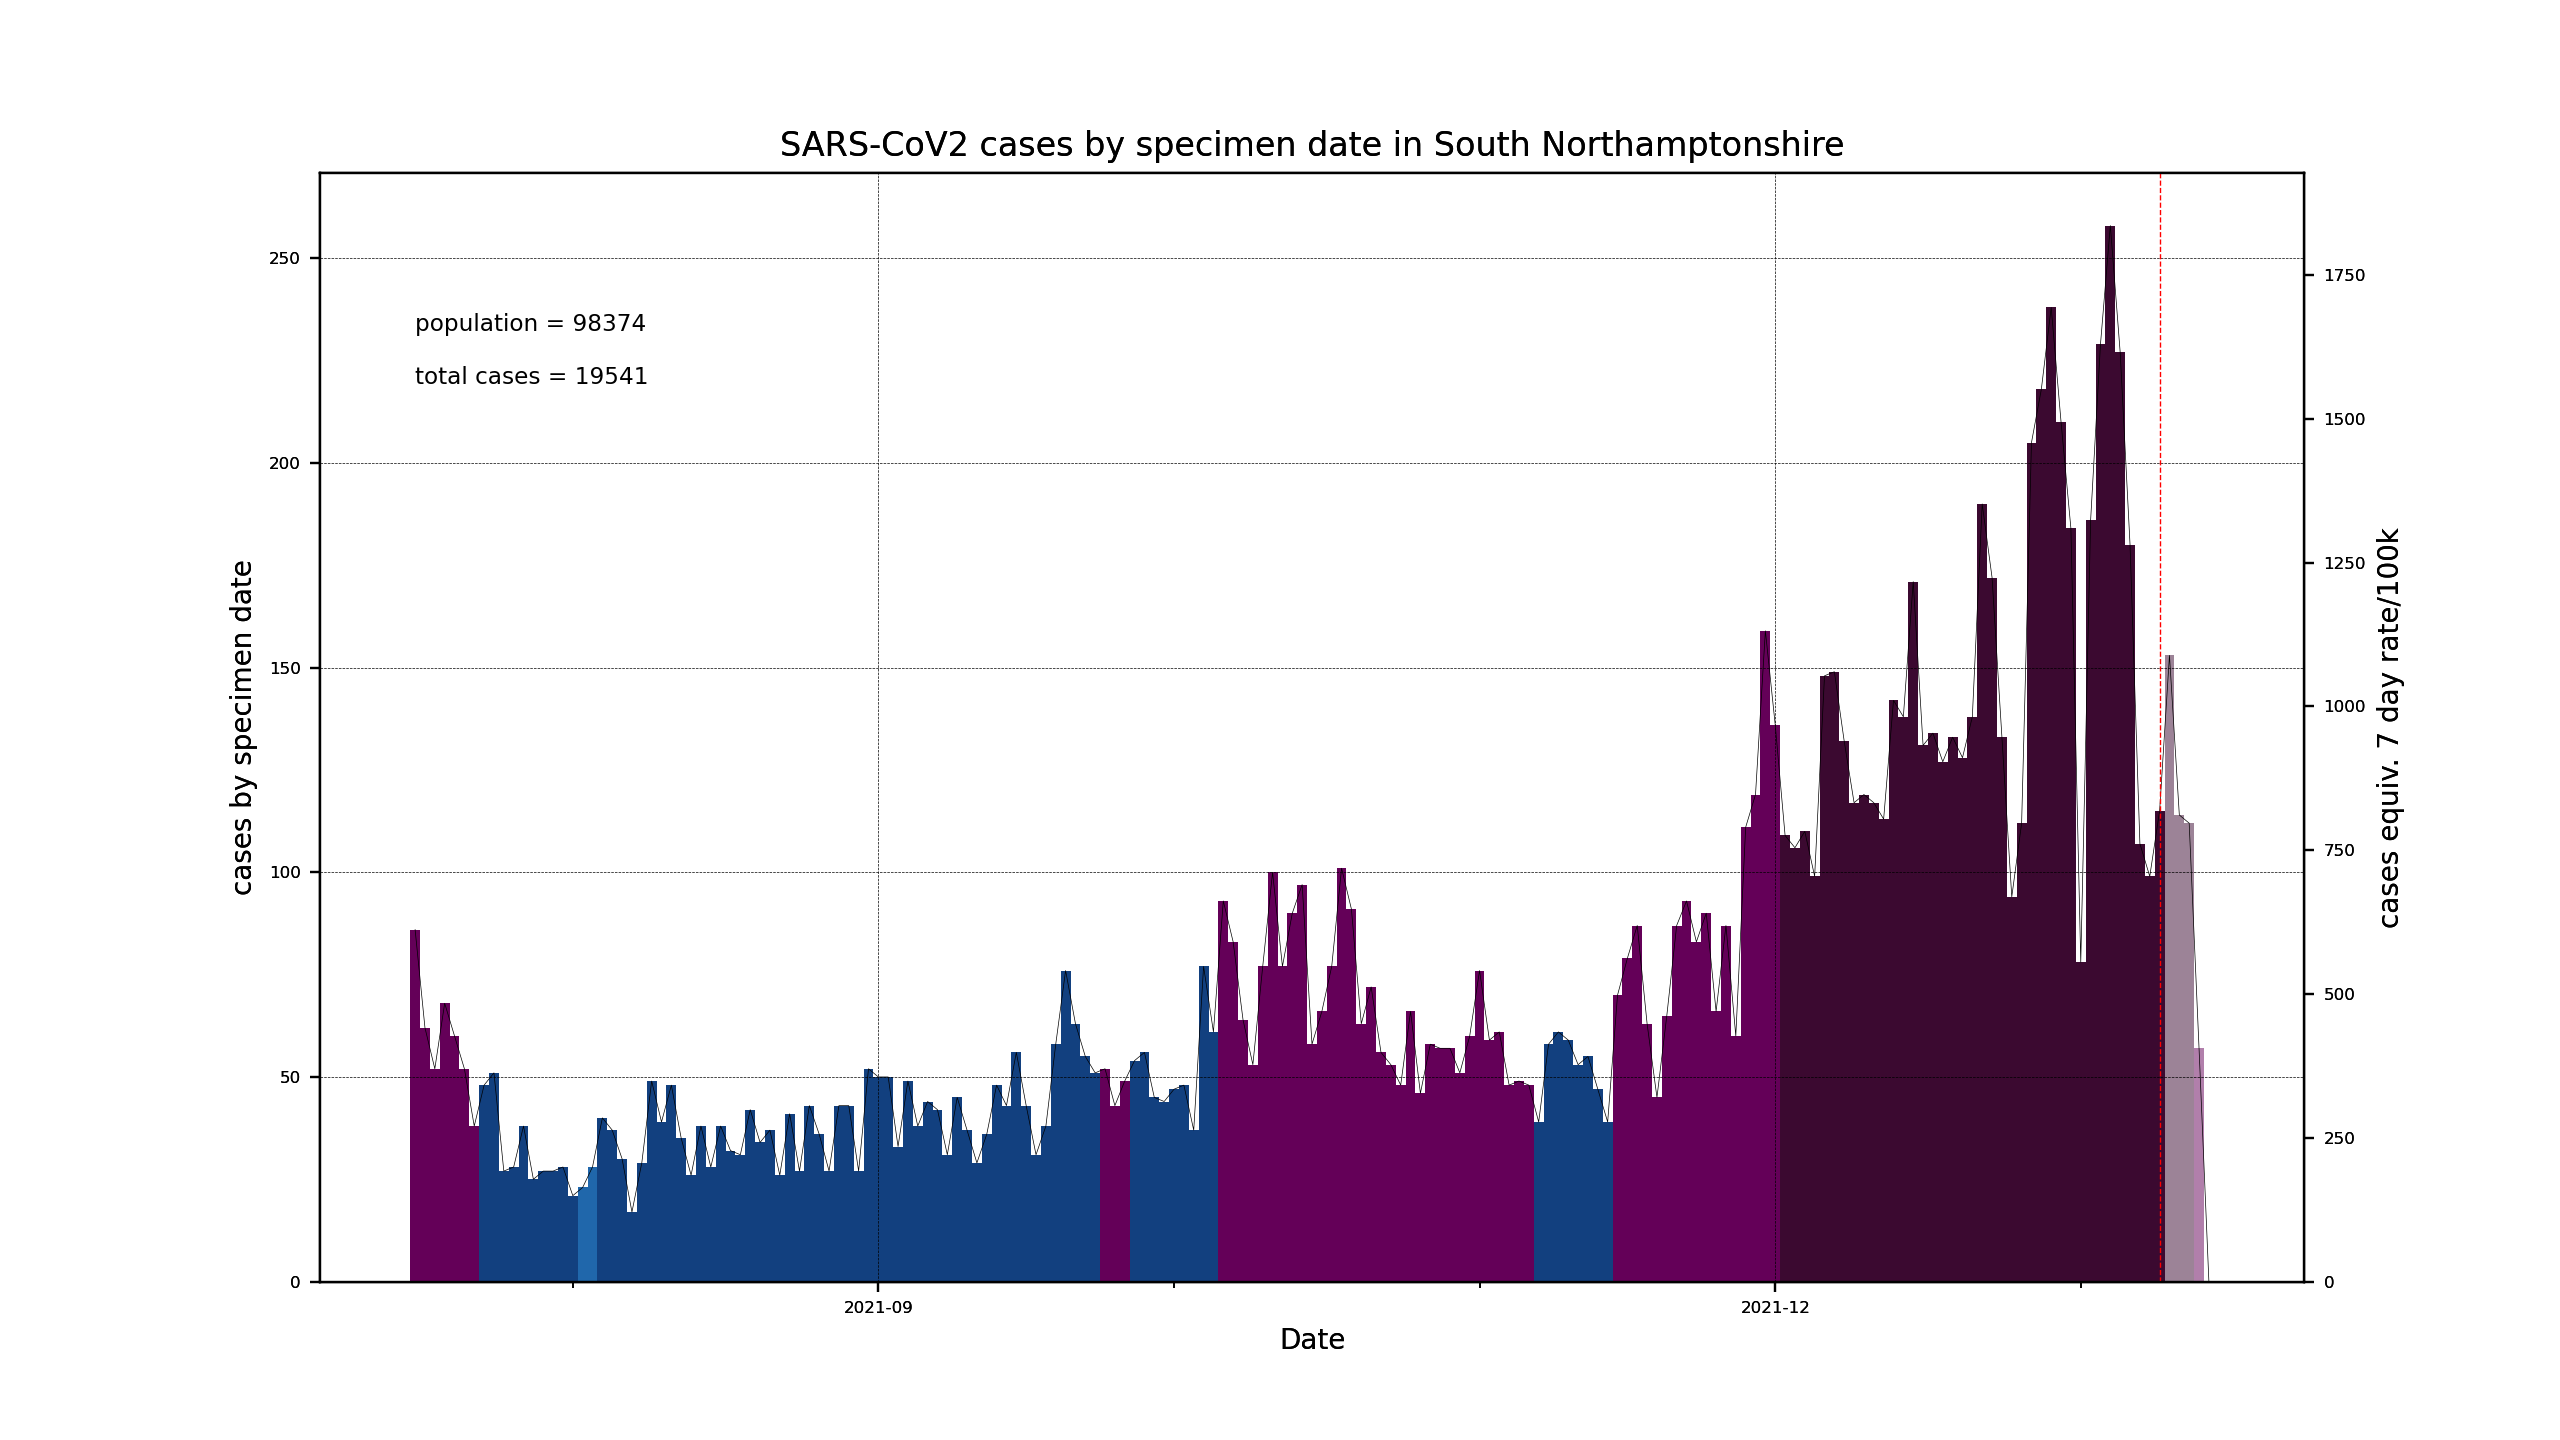 SARS-CoV2 cases by specimen date in South Northamptonshire
population = 98374
total cases = 19541
cases by specimen date
250
200
150
100
50
0
1750
1500
1250
1000
750
500
250
0
cases equiv. 7 day rate/100k
2021-09
2021-12
Date